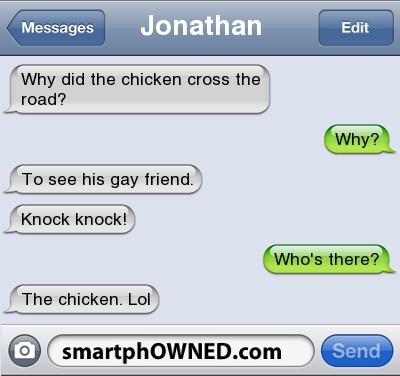 Messages
Jonathan
Edit
Why did the chicken cross the
road?
Why?
To see his gay friend.
Knock knock!
Who's there?
The chicken. Lol
smartphOWNED.com
Send